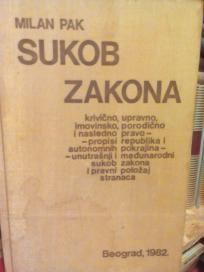 MILAN PAK
SUKOB
ZAKONA
krivično, upravno,
imovinsko, porodično
i nasledno pravo –
– propisi republika i
autonomnih pokrajina –
– unutrašnji i međunarodni
sukob zakona
i pravni položaj
stranaca
Beograd, 1982.